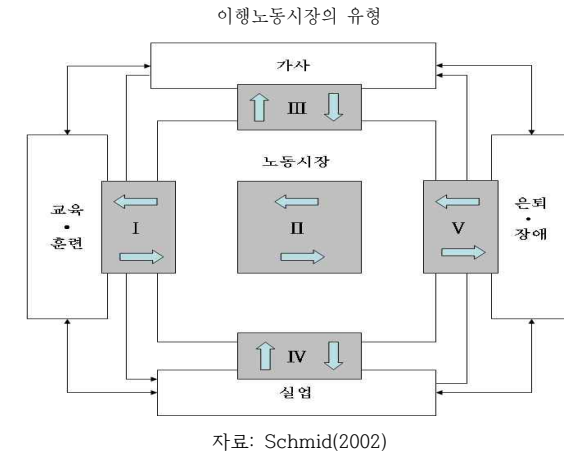 이행노동시장의 유형
가사
III
노동시장
교육
•
훈련
I
II
V
은퇴
•
장애
IV
실업
자료: Schmid(2002)